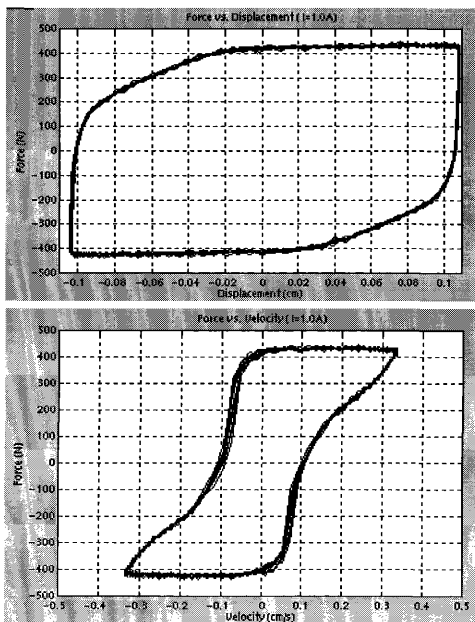 Force vs. Displacement ( I=1.0A)
500
400
300
200
100
0
-100
-200
-300
-400
-500
Force (N)
-0.1 -0.08 -0.06 -0.04 -0.02 0 0.02 0.04 0.06 0.08 0.1
Displacement (cm)
Force vs. Velocity ( I=1.0A)
500
400
300
200
100
0
-100
-200
-300
-400
-500
Force (N)
-0.5 -0.4 -0.3 -0.2 -0.1 0 0.1 0.2 0.3 0.4 0.5
Velocity (cm/s)